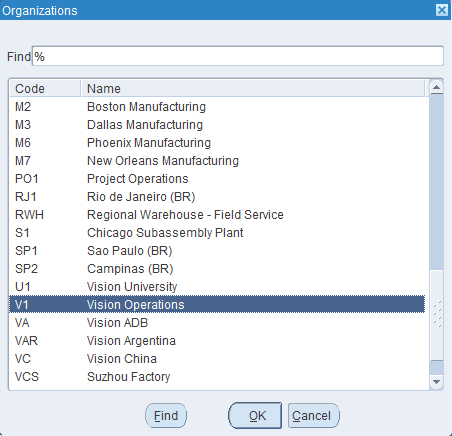 Organizations
Find %
Code Name
M2 Boston Manufacturing
M3 Dallas Manufacturing
M6 Phoenix Manufacturing
M7 New Orleans Manufacturing
PO1 Project Operations
RJ1 Rio de Janeiro (BR)
RWH Regional Warehouse - Field Service
S1 Chicago Subassembly Plant
SP1 Sao Paulo (BR)
SP2 Campinas (BR)
U1 Vision University
V1 Vision Operations
VA Vision ADB
VAR Vision Argentina
VC Vision China
VCS Suzhou Factory
Find OK Cancel